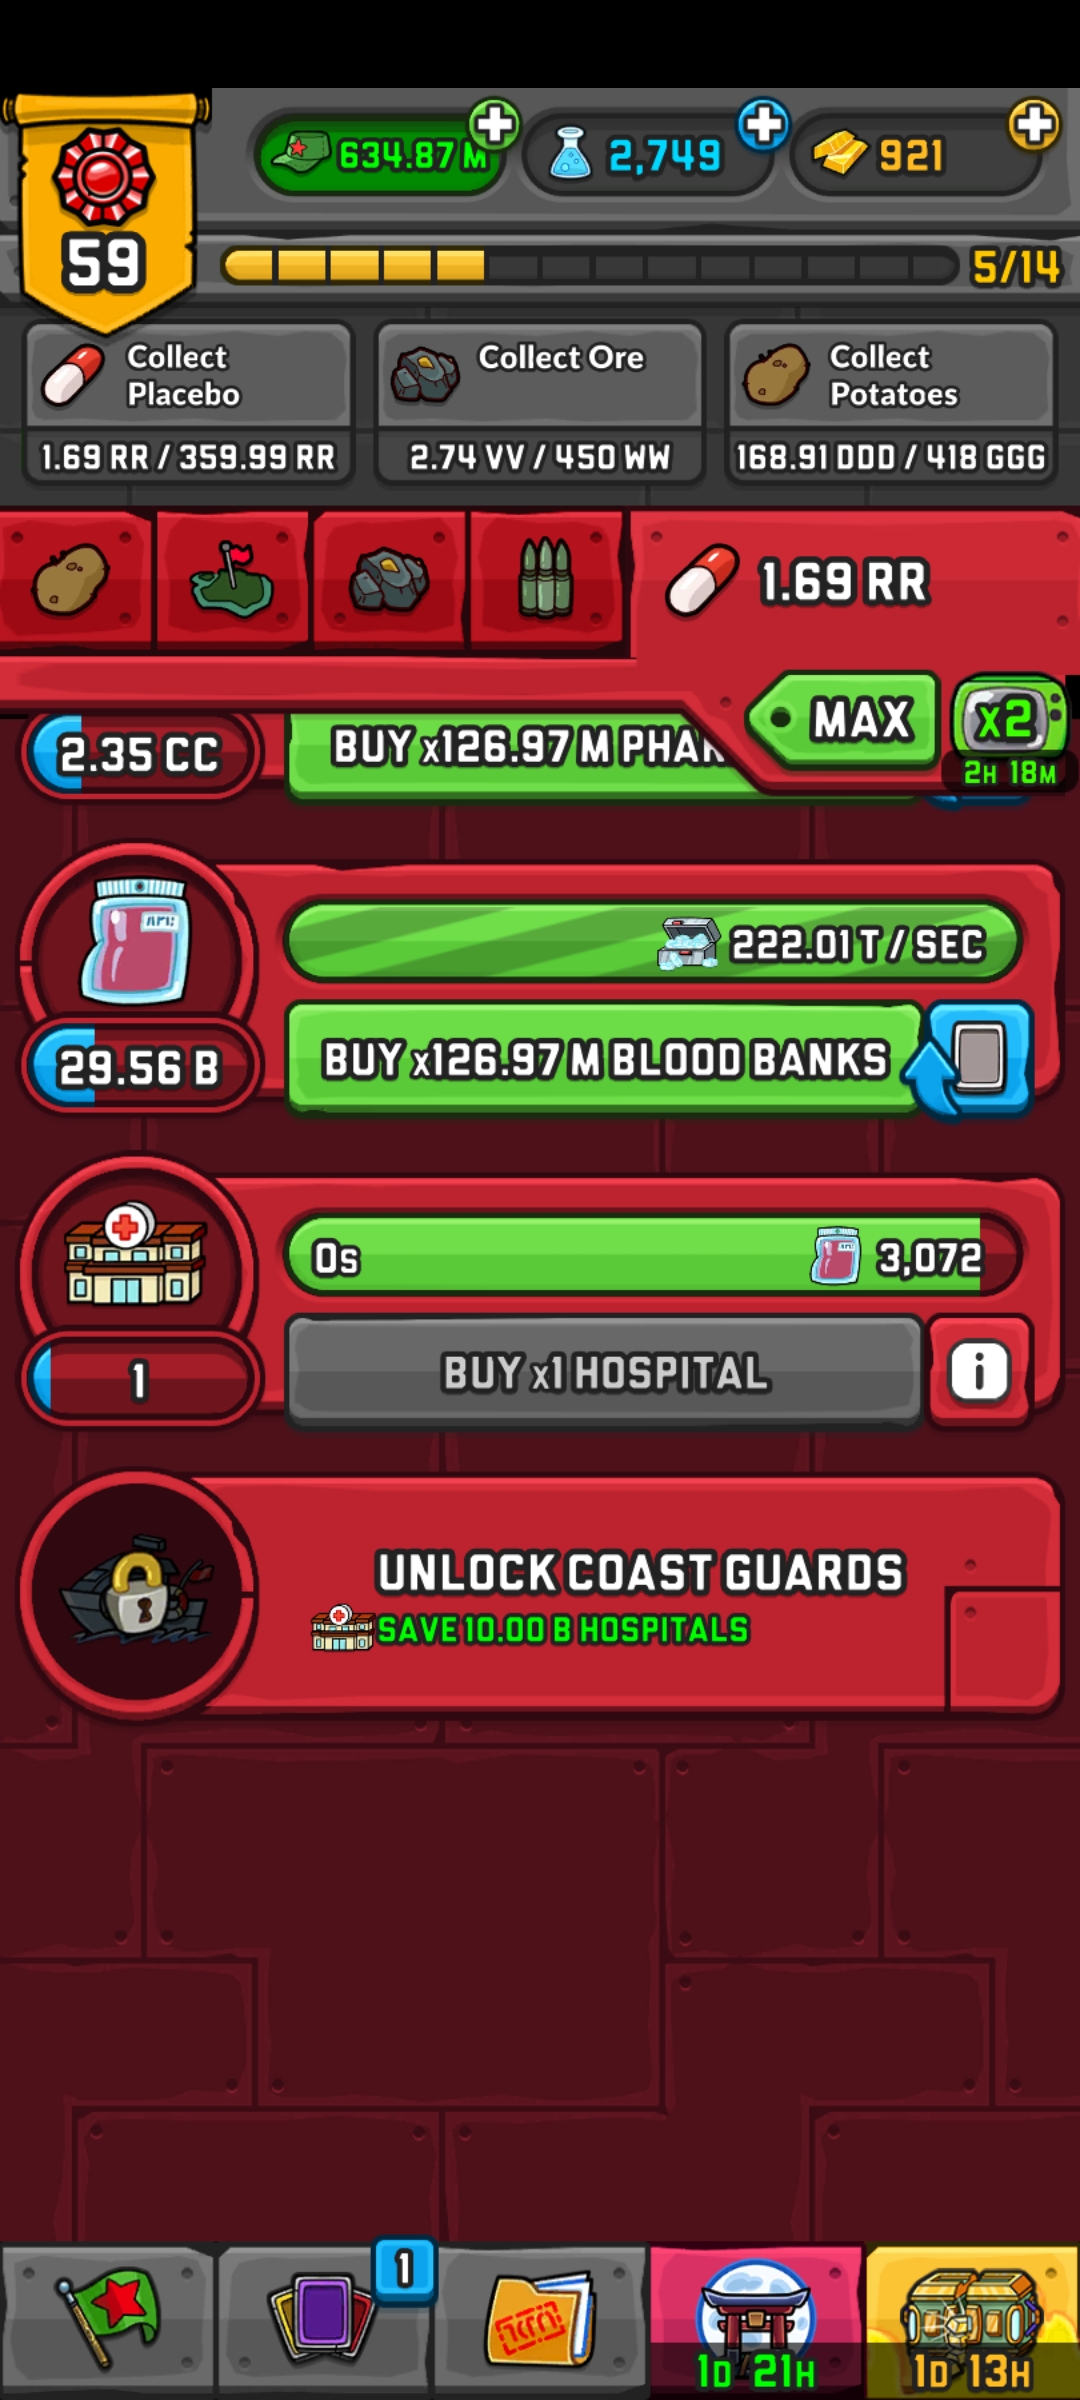 634.87 M
2,749
921
59
5/14
Collect
Placebo
1.69 RR / 359.99 RR
Collect Ore
2.74 VV / 450 WW
Collect
Potatoes
168.91 DDD / 418 GGG
1.69 RR
MAX
x2
2H 18M
2.35 CC
BUY x126.97 M PHAR
222.01 T / SEC
29.56 B
BUY x126.97 M BLOOD BANKS
0s
3,072
1
BUY x1 HOSPITAL
i
UNLOCK COAST GUARDS
SAVE 10.00 B HOSPITALS
1
1D 21H
1D 13H